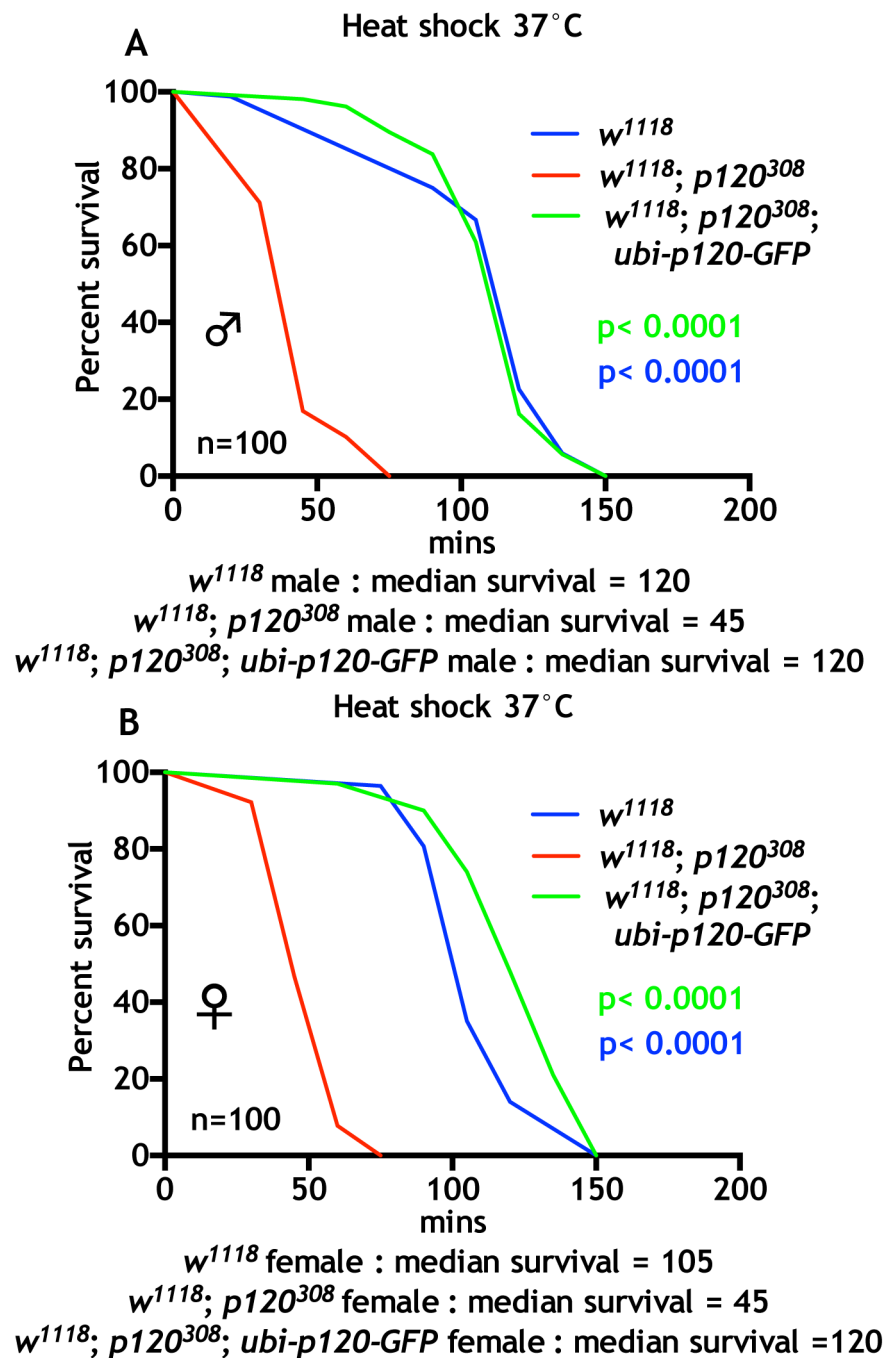 A
Heat shock 37°C
Percent survival
100
80
60
40
20
0
0 50 100 150 200
mins
♂
n=100
w¹¹¹⁸
w¹¹¹⁸; p120³⁰⁸
w¹¹¹⁸; p120³⁰⁸;
ubi-p120-GFP
p< 0.0001
p< 0.0001
w¹¹¹⁸ male : median survival = 120
w¹¹¹⁸; p120³⁰⁸ male : median survival = 45
w¹¹¹⁸; p120³⁰⁸; ubi-p120-GFP male : median survival = 120
B
Heat shock 37°C
Percent survival
100
80
60
40
20
0
0 50 100 150 200
mins
♀
n=100
w¹¹¹⁸
w¹¹¹⁸; p120³⁰⁸
w¹¹¹⁸; p120³⁰⁸;
ubi-p120-GFP
p< 0.0001
p< 0.0001
w¹¹¹⁸ female : median survival = 105
w¹¹¹⁸; p120³⁰⁸ female : median survival = 45
w¹¹¹⁸; p120³⁰⁸; ubi-p120-GFP female : median survival =120